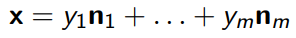 x = y₁n₁ + . . . + yₘnₘ